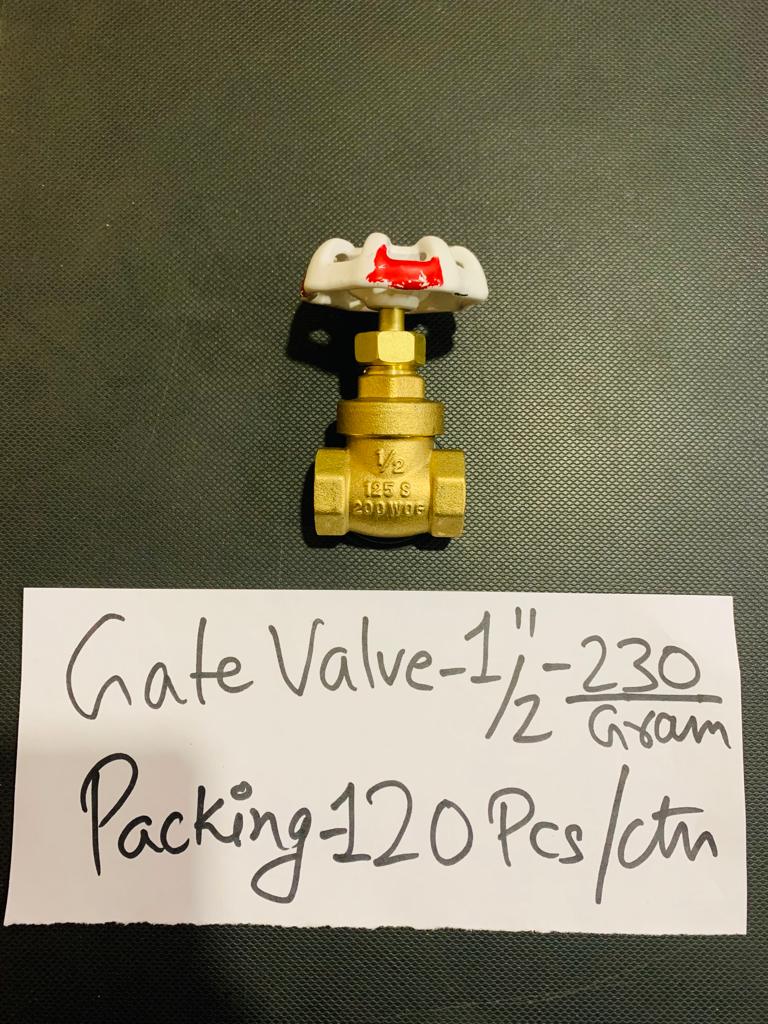 1/2
125 S
200 WOG
Gate Valve-1/2"-230
Gram
Packing-120 Pcs/ctn